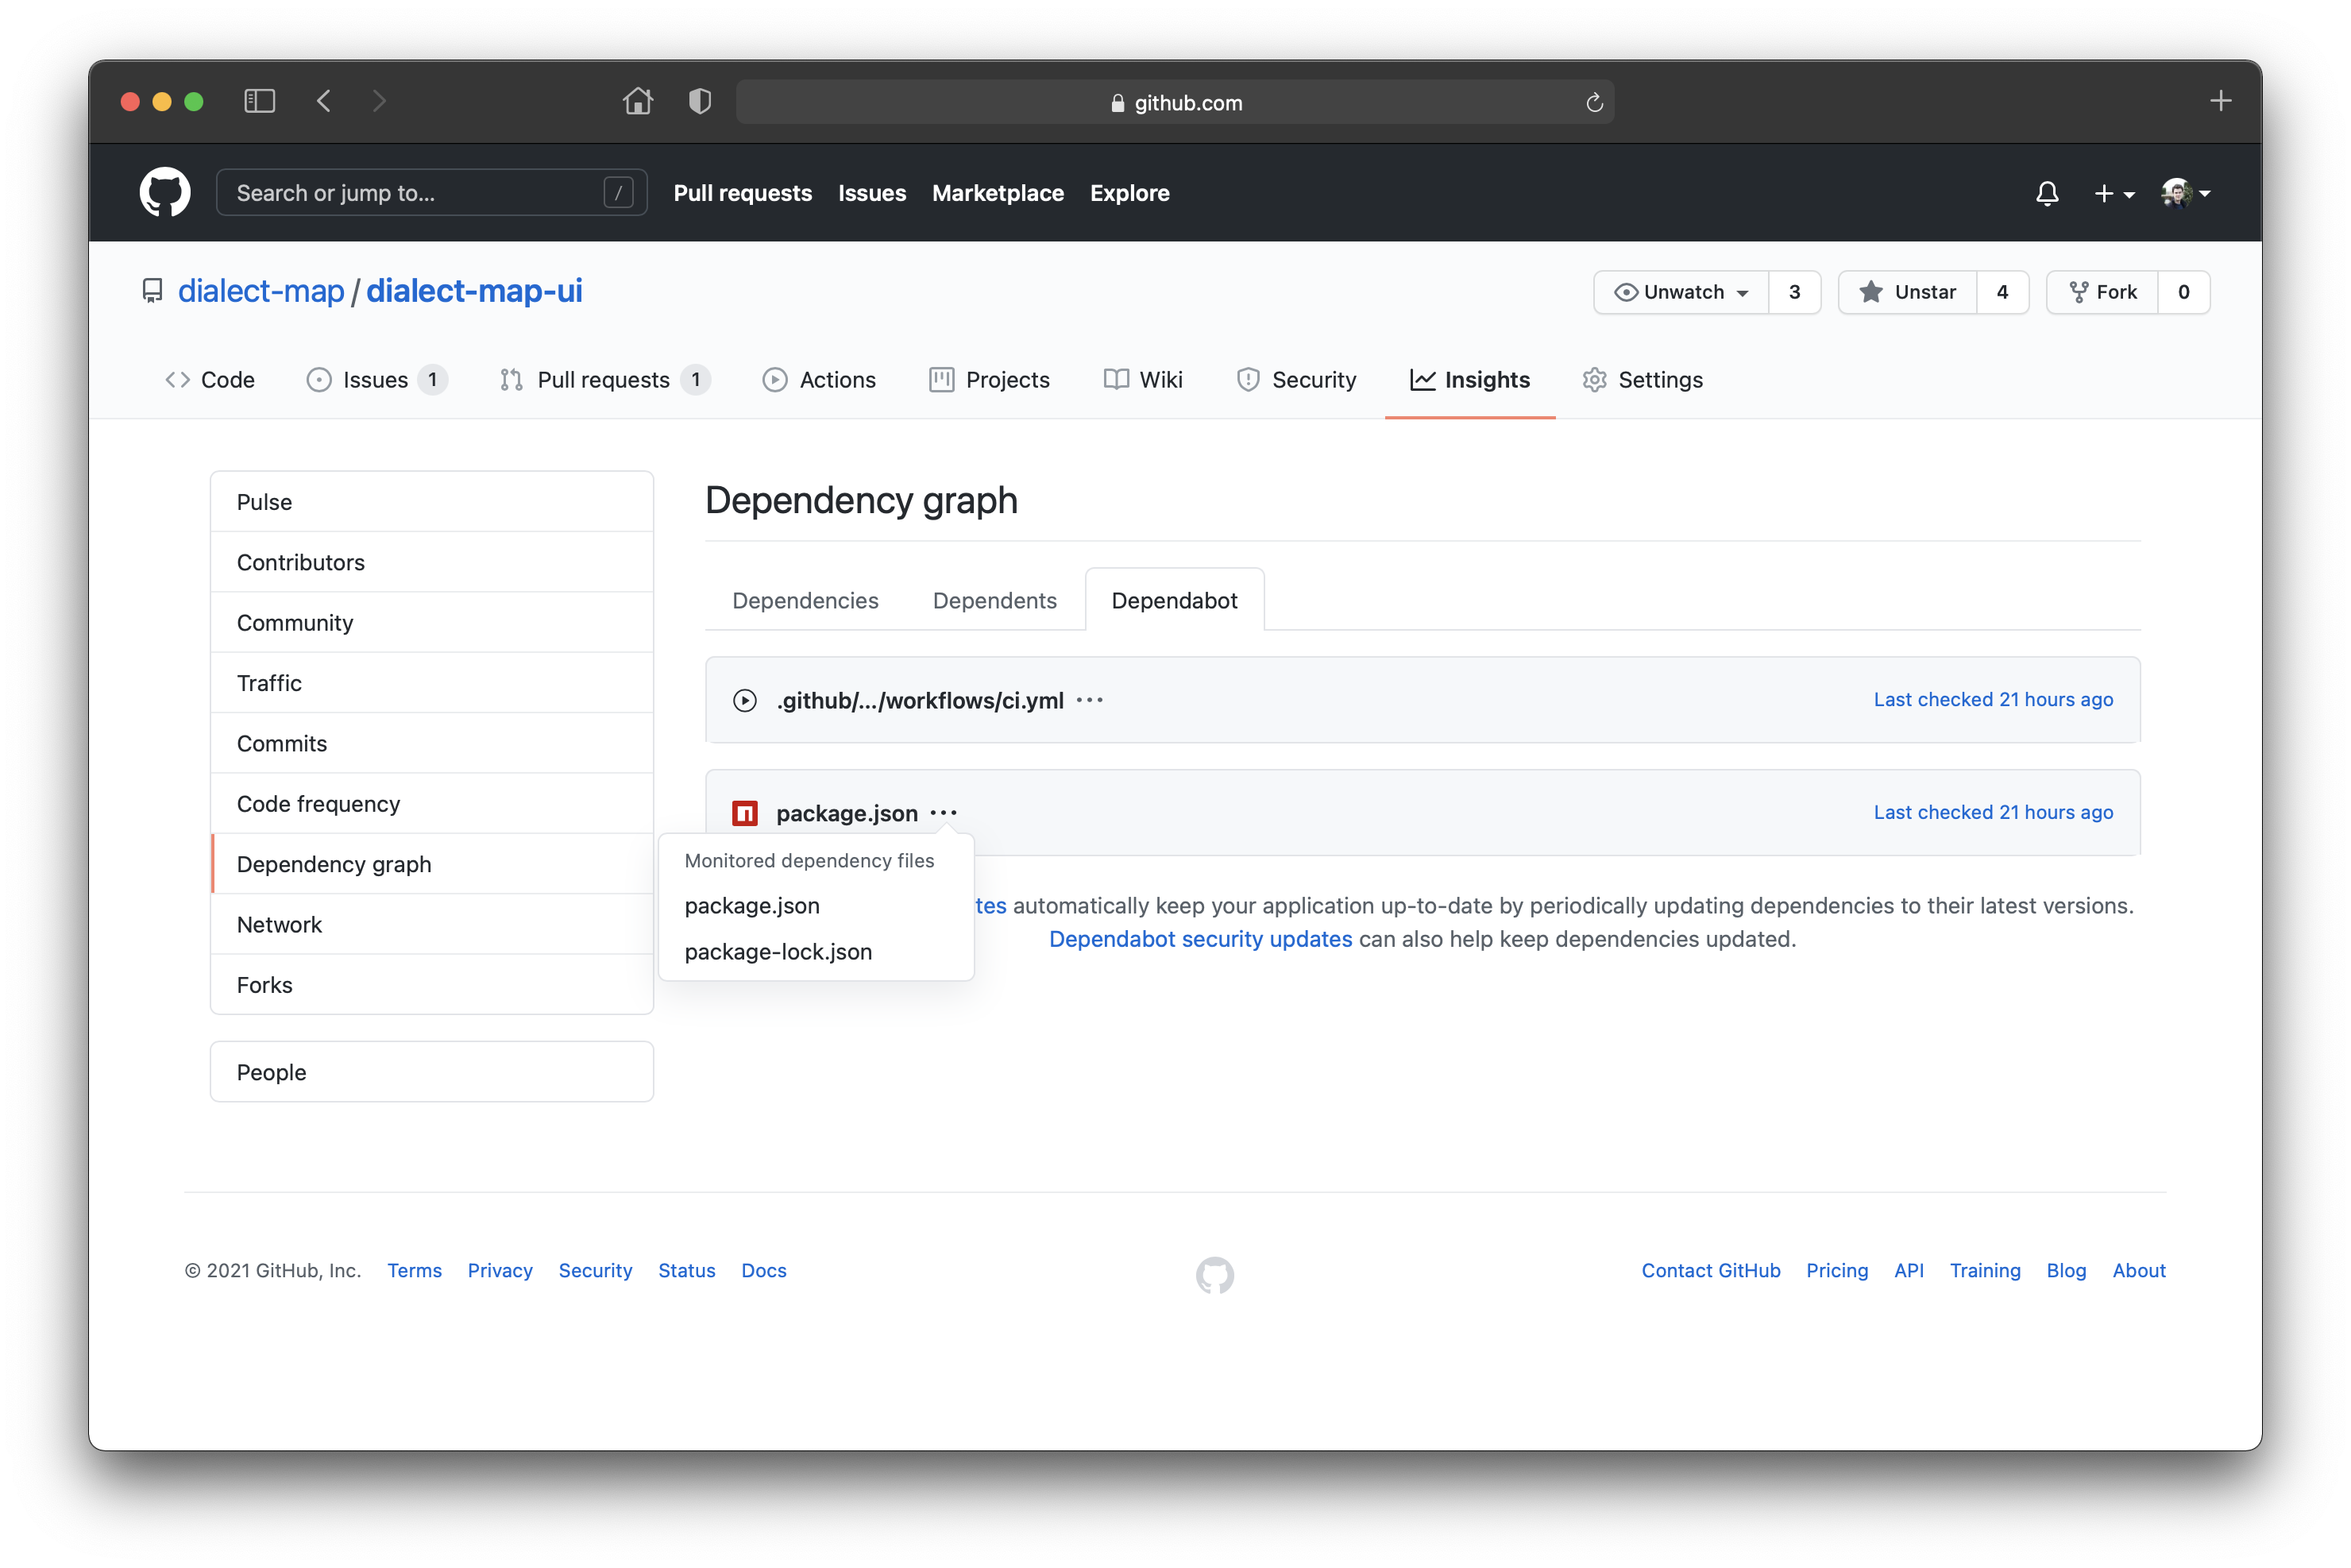 github.com
Search or jump to... /
Pull requests Issues Marketplace Explore
dialect-map / dialect-map-ui
Unwatch 3 Unstar 4 Fork 0
Code Issues 1 Pull requests 1 Actions Projects Wiki Security Insights Settings
Pulse
Contributors
Community
Traffic
Commits
Code frequency
Dependency graph
Network
Forks
People
Dependency graph
Dependencies Dependents Dependabot
.github/.../workflows/ci.yml ··· Last checked 21 hours ago
package.json ··· Last checked 21 hours ago
Monitored dependency files
package.json
package-lock.json
tes automatically keep your application up-to-date by periodically updating dependencies to their latest versions.
Dependabot security updates can also help keep dependencies updated.
© 2021 GitHub, Inc. Terms Privacy Security Status Docs
Contact GitHub Pricing API Training Blog About